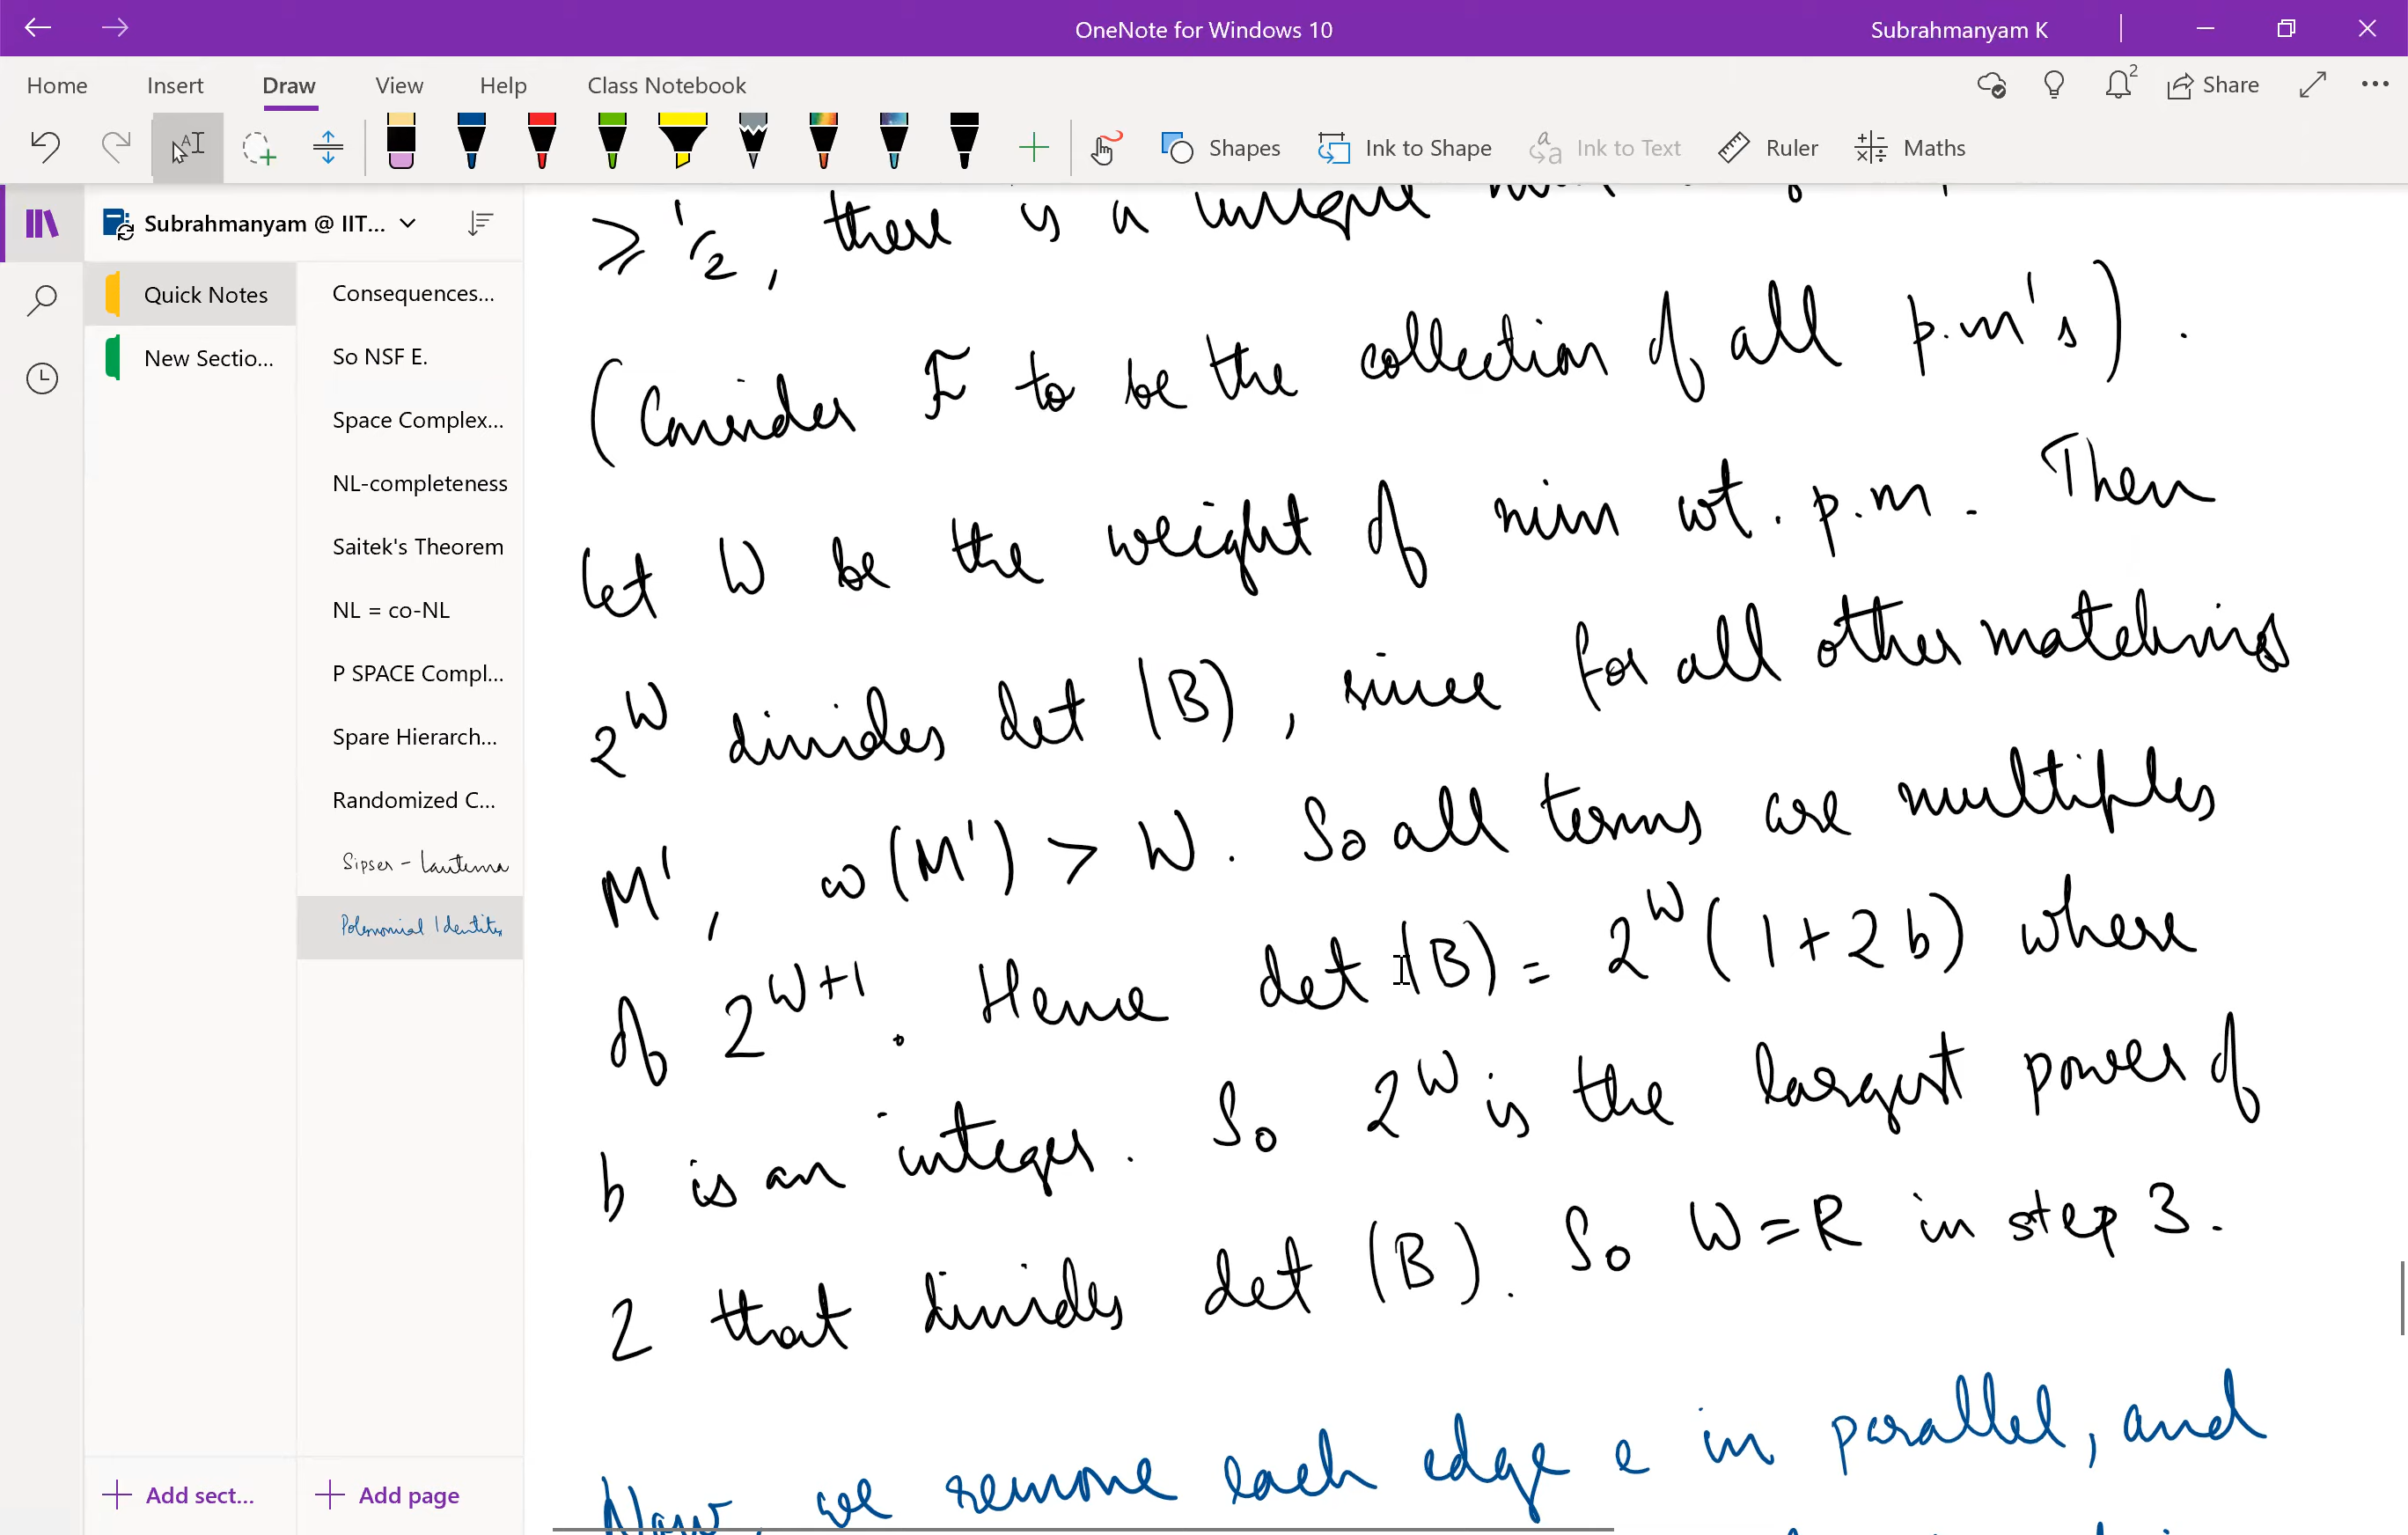 OneNote for Windows 10
Subrahmanyam K
Home Insert Draw View Help Class Notebook
2 Share
Shapes Ink to Shape Ink to Text Ruler Maths
Subrahmanyam @ IIT...
Quick Notes
New Sectio...
Consequences...
So NSF E.
Space Complex...
NL-completeness
Saitek's Theorem
NL = co-NL
P SPACE Compl...
Spare Hierarch...
Randomized C...
Sipser - Lautema
Polynomial Identity
Add sect...
Add page
≥ 1/2, there is a unique
(Consider F to be the collection of all p.m's).
Let W be the weight of min wt. p.m. Then
2^W divides det (B), since for all other matchings
M', w(M') > W. So all terms are multiples
of 2^{W+1}. Hence det (B) = 2^W (1+2b) where
b is an integer. So 2^W is the largest power of
2 that divides det (B). So W = R in step 3.
Now, we remove each edge e in parallel, and